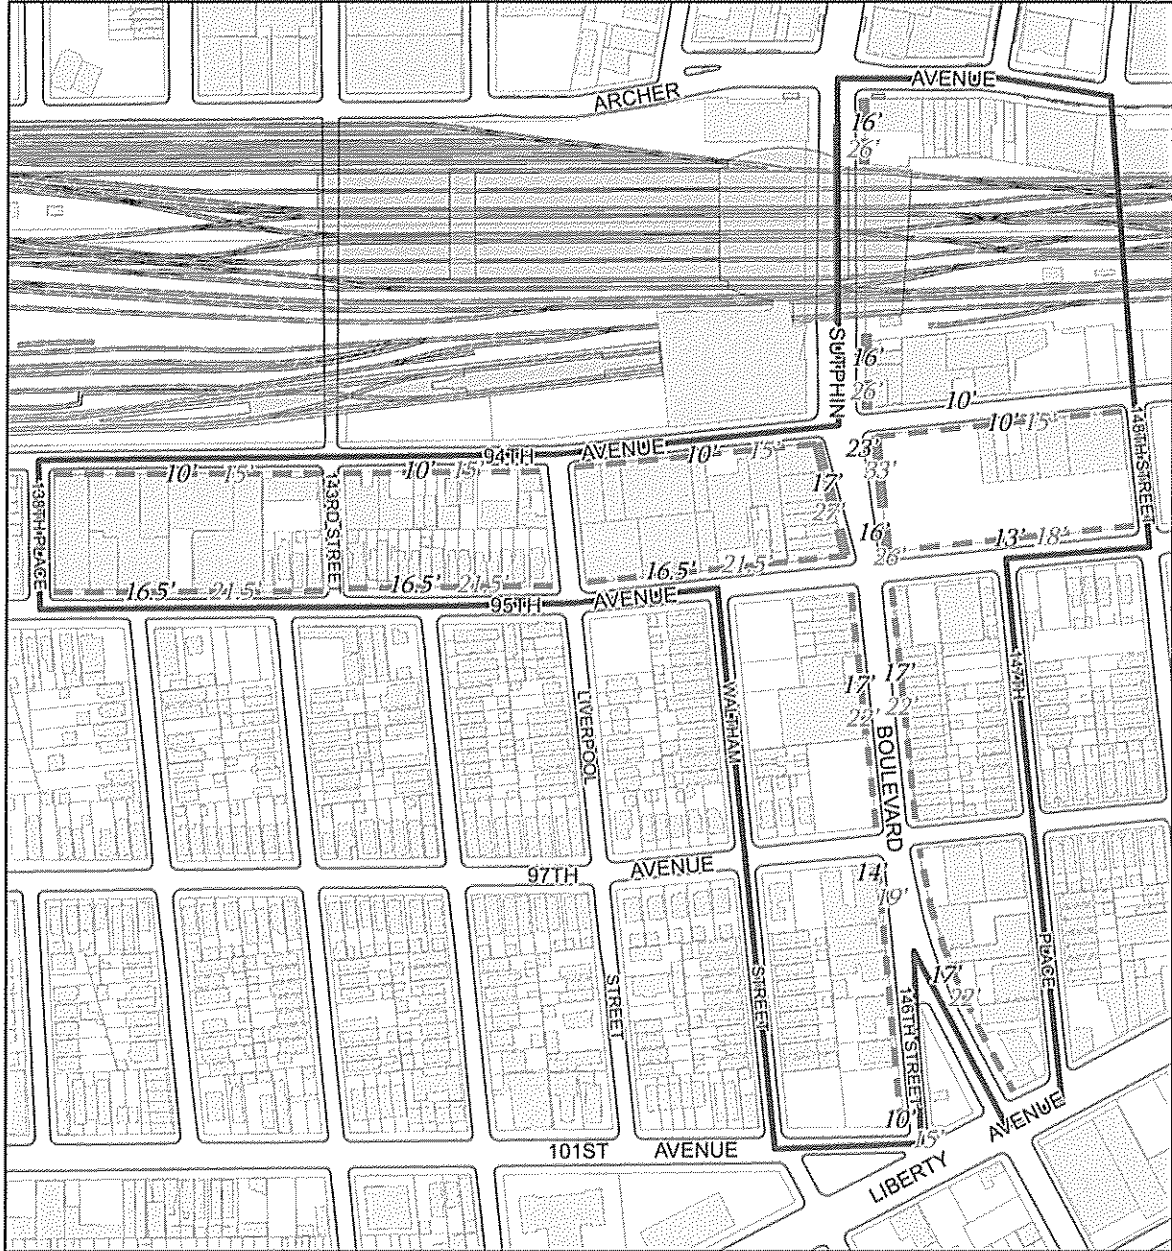 AVENUE
ARCHER
16'
26'
SUTPHIN
16'
26'
10'
10' 15'
148TH STREET
94TH AVENUE
10' 15'
10' 15'
10' 15'
23'
33'
17'
27'
138TH PLACE
143RD STREET
16'
26'
13' 18'
16.5' 21.5'
16.5' 21.5'
16.5' 21.5'
95TH AVENUE
147TH
17'
22'
17'
22'
LIVERPOOL
WALTHAM
BOULEVARD
97TH AVENUE
14'
19'
STREET
STREET
146TH STREET
17'
22'
PLACE
10'
15'
AVENUE
101ST AVENUE
LIBERTY